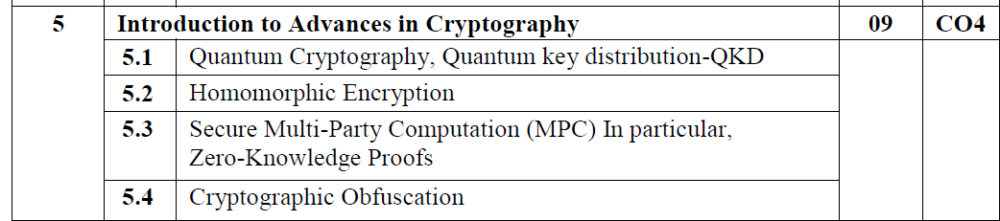 5 Introduction to Advances in Cryptography 09 CO4
5.1 Quantum Cryptography, Quantum key distribution-QKD
5.2 Homomorphic Encryption
5.3 Secure Multi-Party Computation (MPC) In particular,
Zero-Knowledge Proofs
5.4 Cryptographic Obfuscation